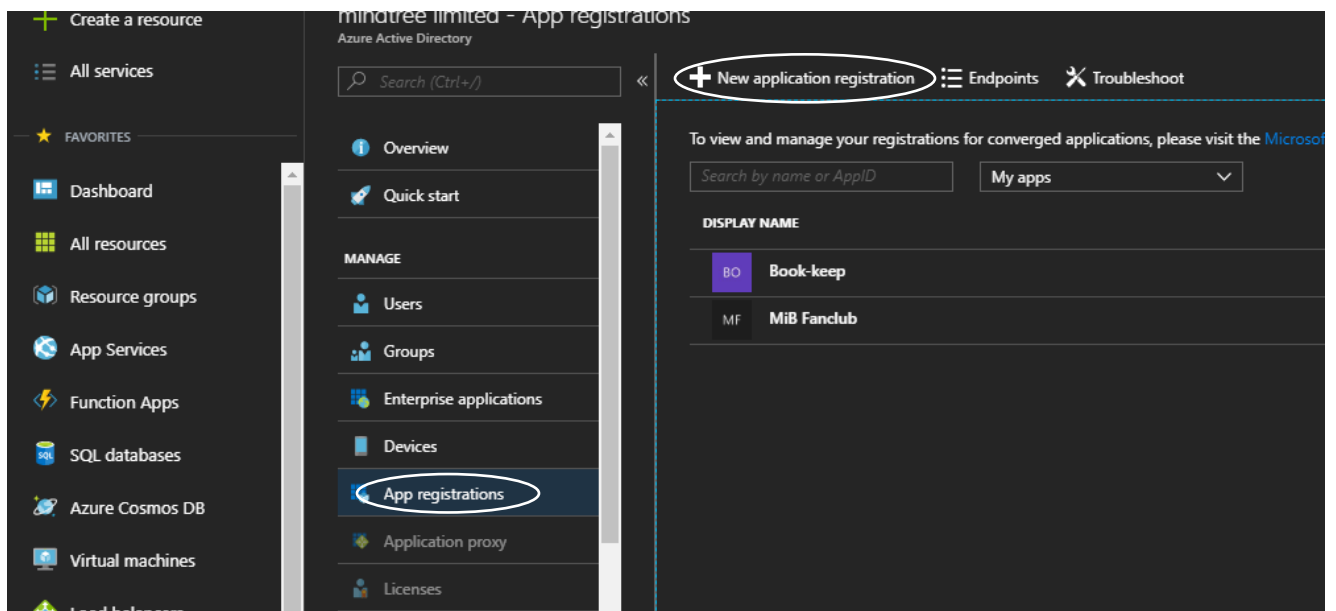 Create a resource
All services
FAVORITES
Dashboard
All resources
Resource groups
App Services
Function Apps
SQL
SQL databases
Azure Cosmos DB
Virtual machines
Load balancers
mindtree limited - App registrations
Azure Active Directory
Search (Ctrl+/)
«
Overview
Quick start
MANAGE
Users
Groups
Enterprise applications
Devices
App registrations
Application proxy
Licenses
New application registration
Endpoints
Troubleshoot
To view and manage your registrations for converged applications, please visit the Microsof
Search by name or AppID
My apps
DISPLAY NAME
BO Book-keep
MF MiB Fanclub